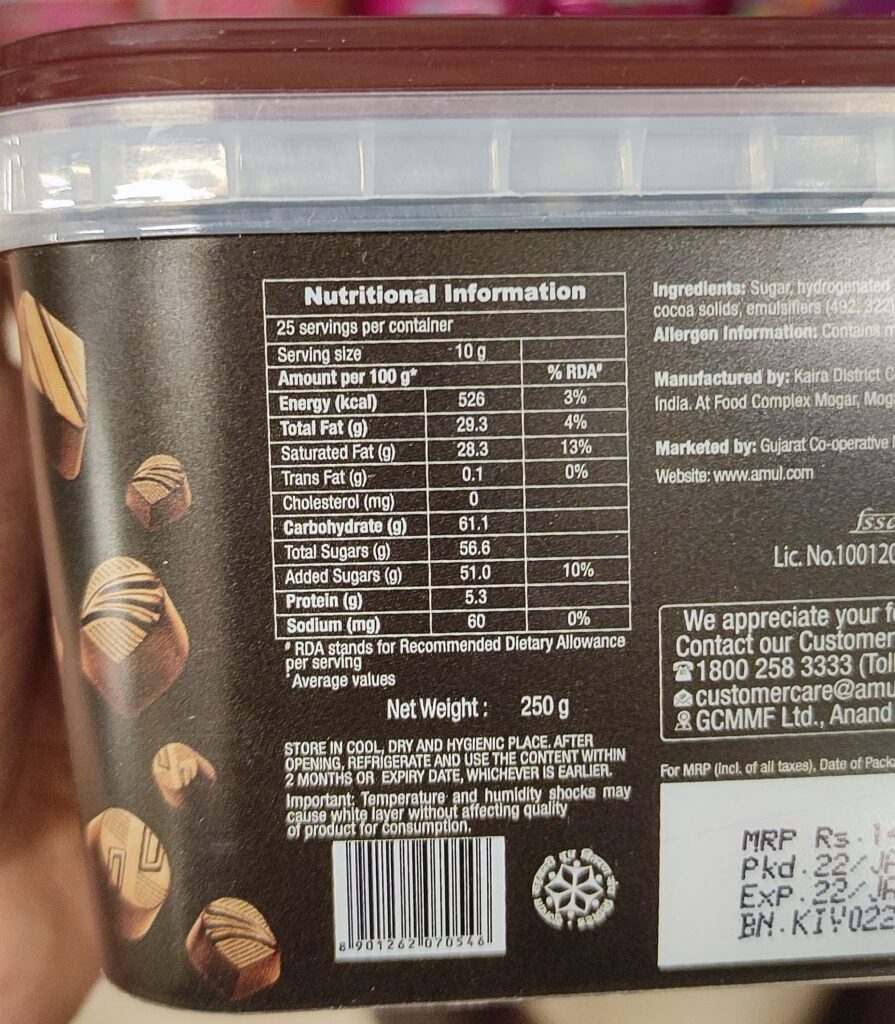 Nutritional Information
25 servings per container
Serving size 10 g
Amount per 100 g* % RDA#
Energy (kcal) 526 3%
Total Fat (g) 29.3 4%
Saturated Fat (g) 28.3 13%
Trans Fat (g) 0.1 0%
Cholesterol (mg) 0
Carbohydrate (g) 61.1
Total Sugars (g) 56.6
Added Sugars (g) 51.0 10%
Protein (g) 5.3
Sodium (mg) 60 0%
# RDA stands for Recommended Dietary Allowance
per serving
*Average values
Net Weight : 250 g
STORE IN COOL, DRY AND HYGIENIC PLACE. AFTER
OPENING, REFRIGERATE AND USE THE CONTENT WITHIN
2 MONTHS OR EXPIRY DATE, WHICHEVER IS EARLIER.
Important: Temperature and humidity shocks may
cause white layer without affecting quality
of product for consumption.
8 901262 070546
Ingredients: Sugar, hydrogenated
cocoa solids, emulsifiers (492,
Allergen Information: Contains
Manufactured by: Kaira District
India. At Food Complex Mogar,
Marketed by: Gujarat Co-operative
Website: www.amul.com
Lic. No.10012
We appreciate your
Contact our Customer
1800 258 3333
customercare@amu
GCMMF Ltd., Anand
For MRP (Incl. of all taxes), Date of
MRP Rs.
Pkd.22/
Exp.22/
BN.KIV022